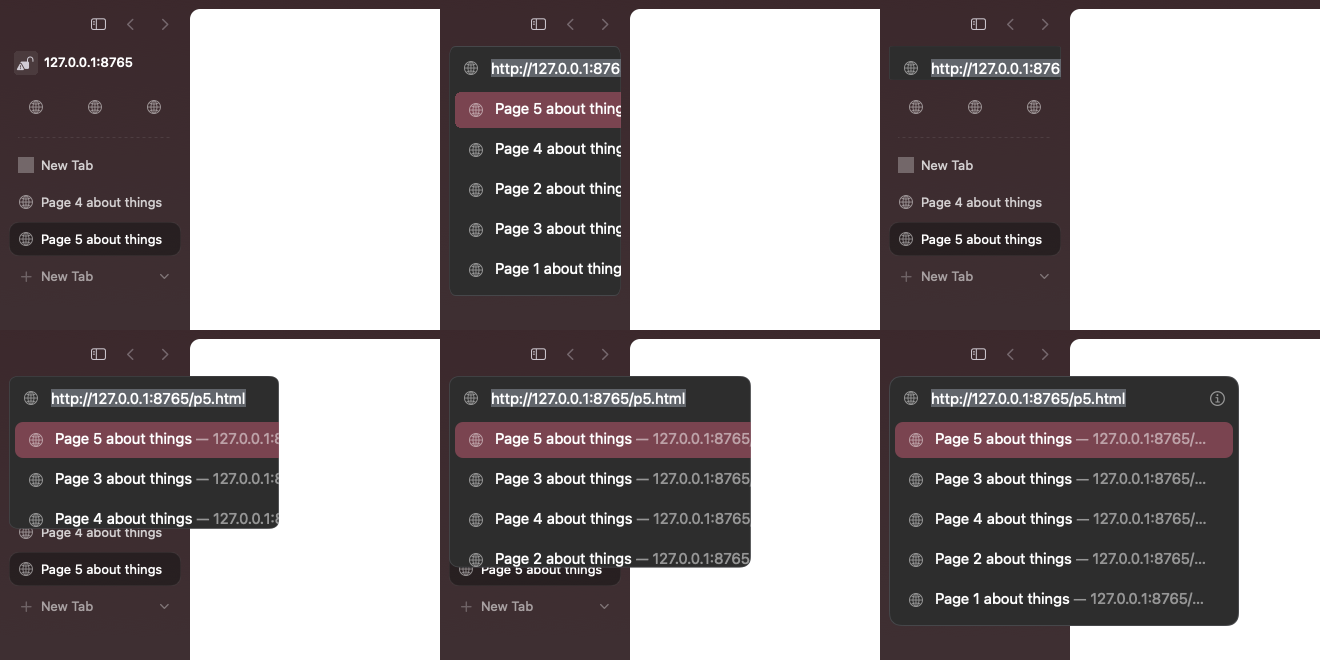 127.0.0.1:8765
New Tab
Page 4 about things
Page 5 about things
New Tab
http://127.0.0.1:876
Page 5 about thing
Page 4 about thing
Page 2 about thing
Page 3 about thing
Page 1 about thing
http://127.0.0.1:876
New Tab
Page 4 about things
Page 5 about things
New Tab
http://127.0.0.1:8765/p5.html
Page 5 about things — 127.0.0.1:8
Page 3 about things — 127.0.0.1:8
Page 4 about things — 127.0.0.1:8
Page 4 about things
Page 5 about things
New Tab
http://127.0.0.1:8765/p5.html
Page 5 about things — 127.0.0.1:8765
Page 3 about things — 127.0.0.1:8765
Page 4 about things — 127.0.0.1:8765
Page 2 about things — 127.0.0.1:8765
Page 5 about things
New Tab
http://127.0.0.1:8765/p5.html
Page 5 about things — 127.0.0.1:8765/...
Page 3 about things — 127.0.0.1:8765/...
Page 4 about things — 127.0.0.1:8765/...
Page 2 about things — 127.0.0.1:8765/...
Page 1 about things — 127.0.0.1:8765/...